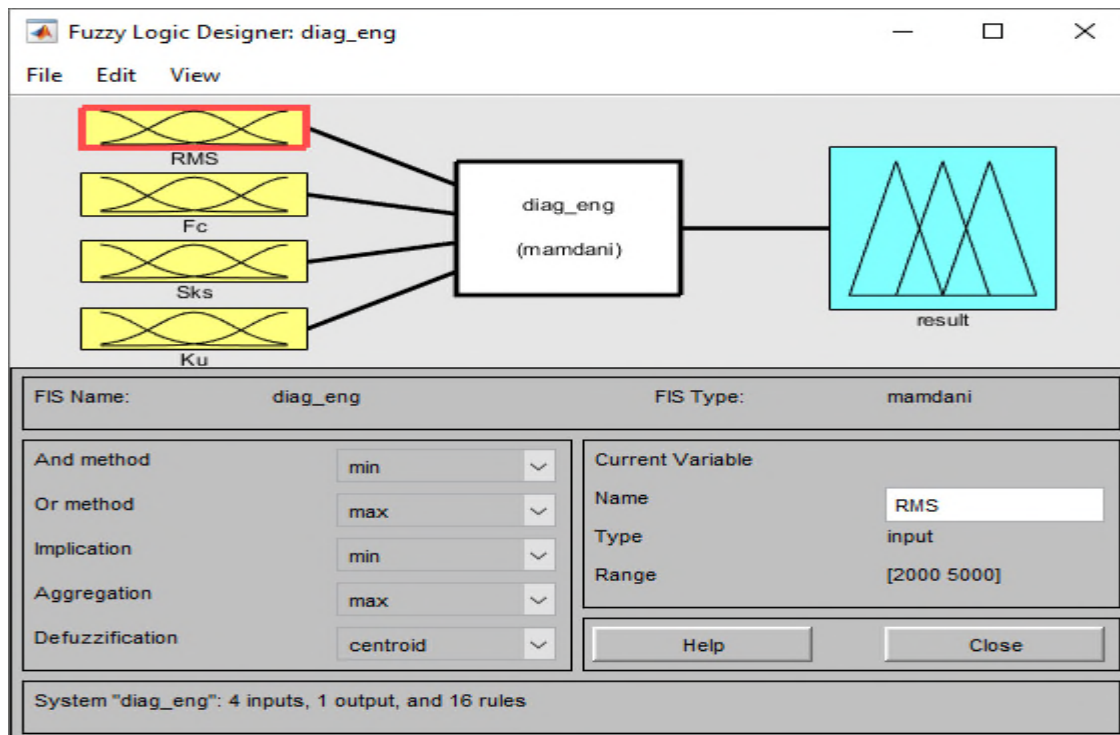 Fuzzy Logic Designer: diag_eng
File Edit View
RMS
Fc
Sks
Ku
diag_eng
(mamdani)
result
FIS Name: diag_eng FIS Type: mamdani
And method min
Or method max
Implication min
Aggregation max
Defuzzification centroid
Current Variable
Name RMS
Type input
Range [2000 5000]
Help Close
System "diag_eng": 4 inputs, 1 output, and 16 rules